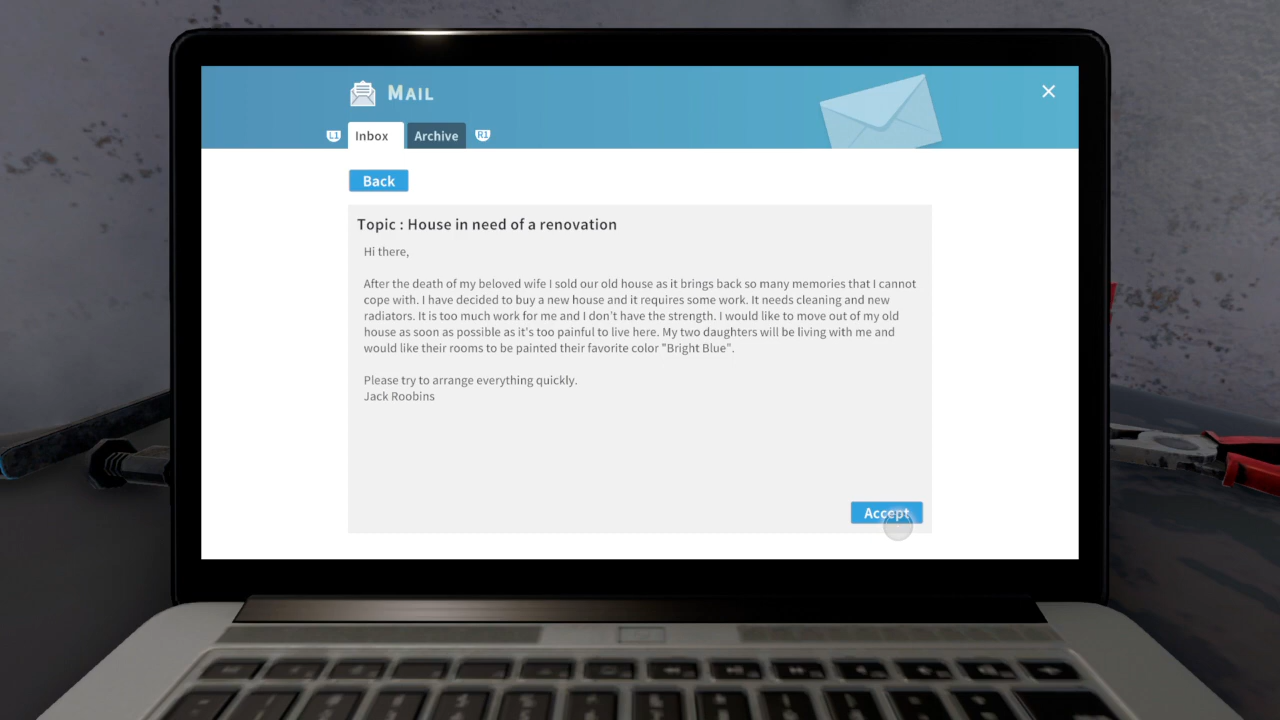 MAIL
L1 Inbox Archive R1
Back
Topic : House in need of a renovation
Hi there,
After the death of my beloved wife I sold our old house as it brings back so many memories that I cannot
cope with. I have decided to buy a new house and it requires some work. It needs cleaning and new
radiators. It is too much work for me and I don't have the strength. I would like to move out of my old
house as soon as possible as it's too painful to live here. My two daughters will be living with me and
would like their rooms to be painted their favorite color "Bright Blue".
Please try to arrange everything quickly.
Jack Roobins
Accept